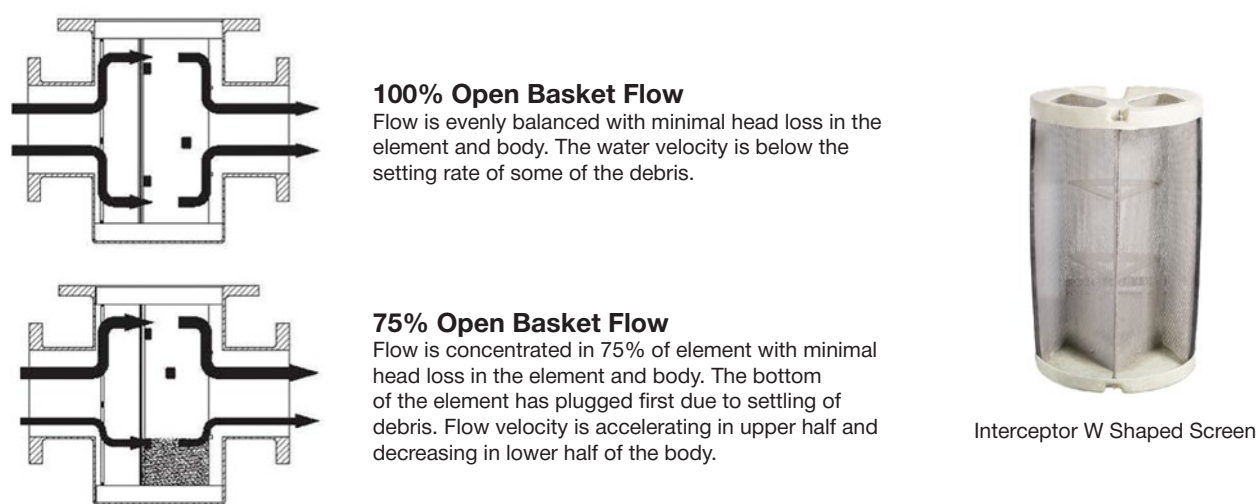 100% Open Basket Flow
Flow is evenly balanced with minimal head loss in the
element and body. The water velocity is below the
setting rate of some of the debris.
75% Open Basket Flow
Flow is concentrated in 75% of element with minimal
head loss in the element and body. The bottom
of the element has plugged first due to settling of
debris. Flow velocity is accelerating in upper half and
decreasing in lower half of the body.
Interceptor W Shaped Screen